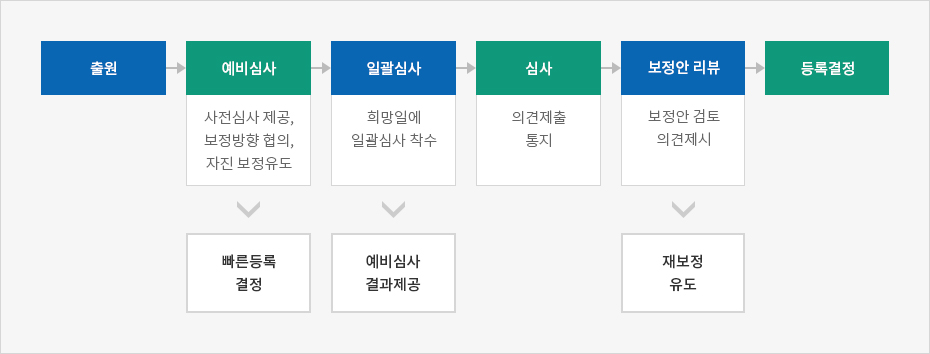 출원
예비심사
일괄심사
심사
보정안 리뷰
등록결정
사전심사 제공,
보정방향 협의,
자진 보정유도
희망일에
일괄심사 착수
의견제출
통지
보정안 검토
의견제시
빠른등록
결정
예비심사
결과제공
재보정
유도